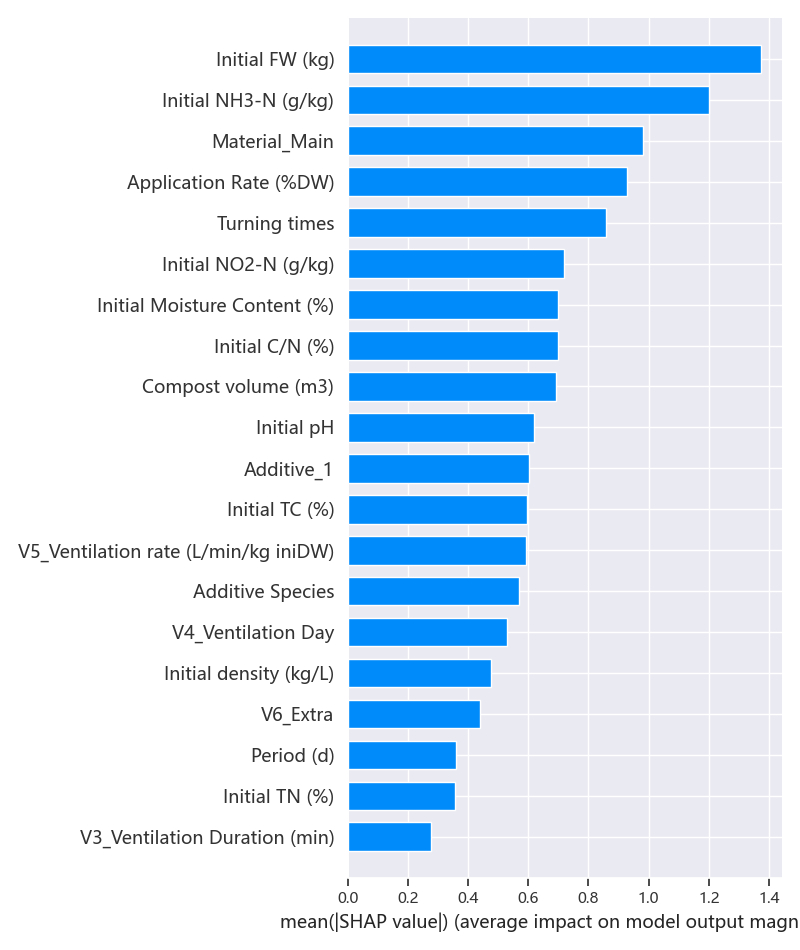 Initial FW (kg)
Initial NH3-N (g/kg)
Material_Main
Application Rate (%DW)
Turning times
Initial NO2-N (g/kg)
Initial Moisture Content (%)
Initial C/N (%)
Compost volume (m3)
Initial pH
Additive_1
Initial TC (%)
V5_Ventilation rate (L/min/kg iniDW)
Additive Species
V4_Ventilation Day
Initial density (kg/L)
V6_Extra
Period (d)
Initial TN (%)
V3_Ventilation Duration (min)
0.0 0.2 0.4 0.6 0.8 1.0 1.2 1.4
mean(|SHAP value|) (average impact on model output magn